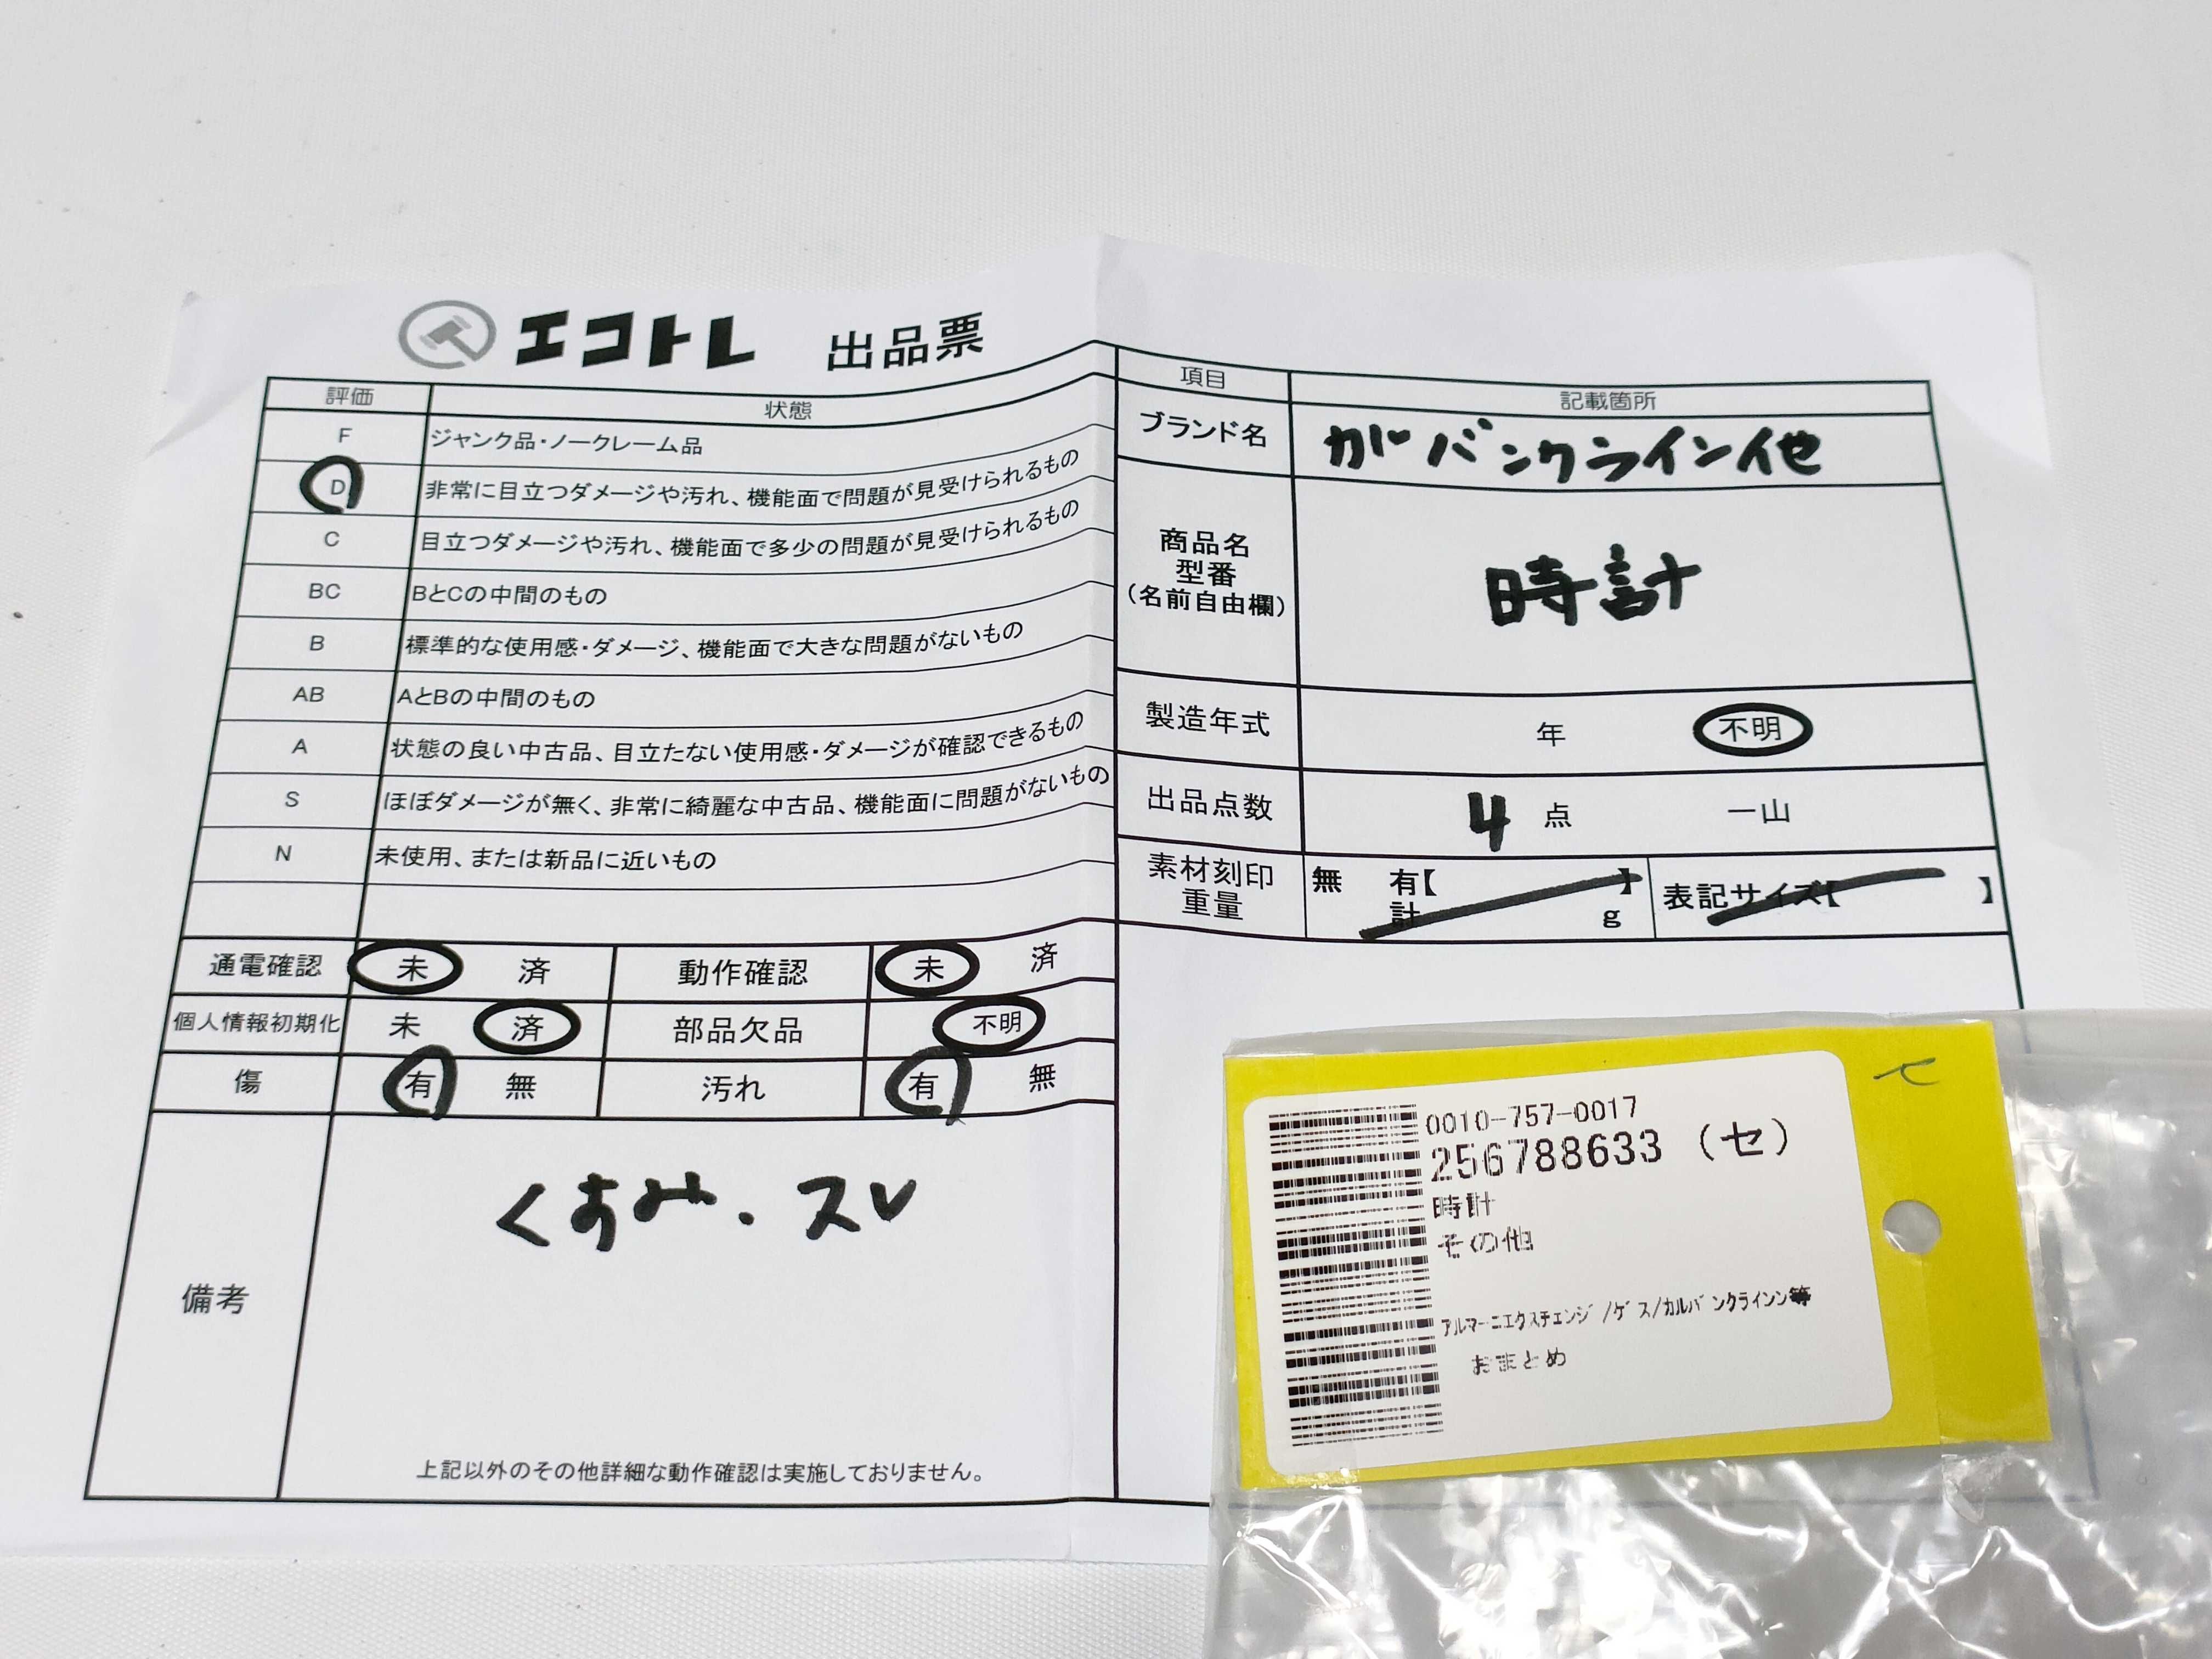 エコトレ 出品票
評価 状態
F ジャンク品・ノークレーム品
D 非常に目立つダメージや汚れ、機能面で問題が見受けられるもの
C 目立つダメージや汚れ、機能面で多少の問題が見受けられるもの
BC BとCの中間のもの
B 標準的な使用感・ダメージ、機能面で大きな問題がないもの
AB AとBの中間のもの
A 状態の良い中古品、目立たない使用感・ダメージが確認できるもの
S ほぼダメージが無く、非常に綺麗な中古品、機能面に問題がないもの
N 未使用、または新品に近いもの
通電確認 未 済 動作確認 未 済
個人情報初期化 未 済 部品欠品 不明
傷 有 無 汚れ 有 無
備考
くすみ・スレ
上記以外のその他詳細な動作確認は実施しておりません。
項目 記載箇所
ブランド名 カルバンクライン他
商品名
型番
(名前自由欄)
時計
製造年式 年 不明
出品点数 4 点 一山
素材刻印
重量
無 有【 】
計 g
表記サイズ【 】
0010-757-0017
256788633 (セ)
時計
その他
ｱﾙﾏｰﾆｴｸｽﾁｪﾝｼﾞ/ｹﾞｽ/ｶﾙﾊﾞﾝｸﾗｲﾝﾝ等
おまとめ